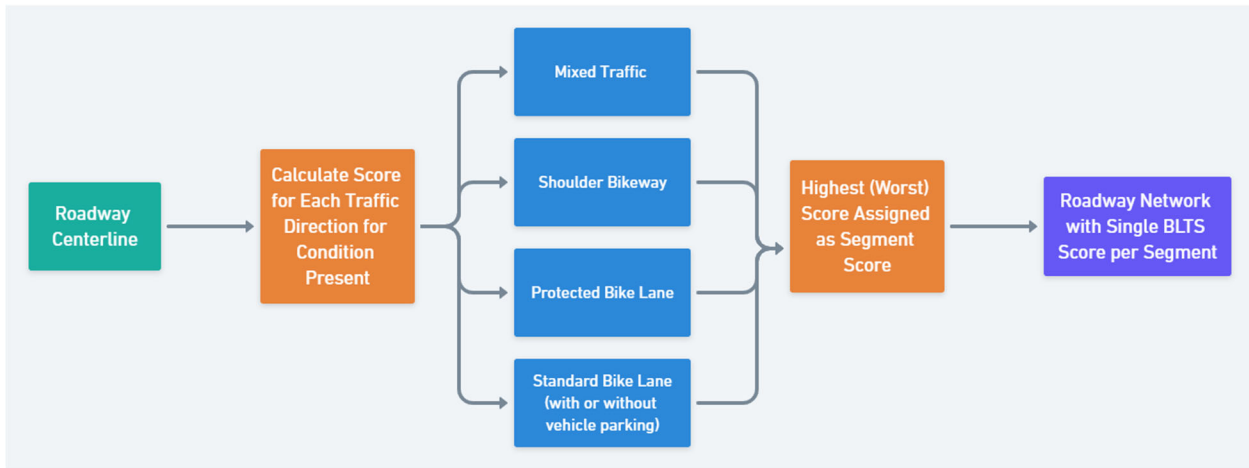 Roadway
Centerline
Calculate Score
for Each Traffic
Direction for
Condition
Present
Mixed Traffic
Shoulder Bikeway
Protected Bike Lane
Standard Bike Lane
(with or without
vehicle parking)
Highest (Worst)
Score Assigned
as Segment
Score
Roadway Network
with Single BLTS
Score per Segment